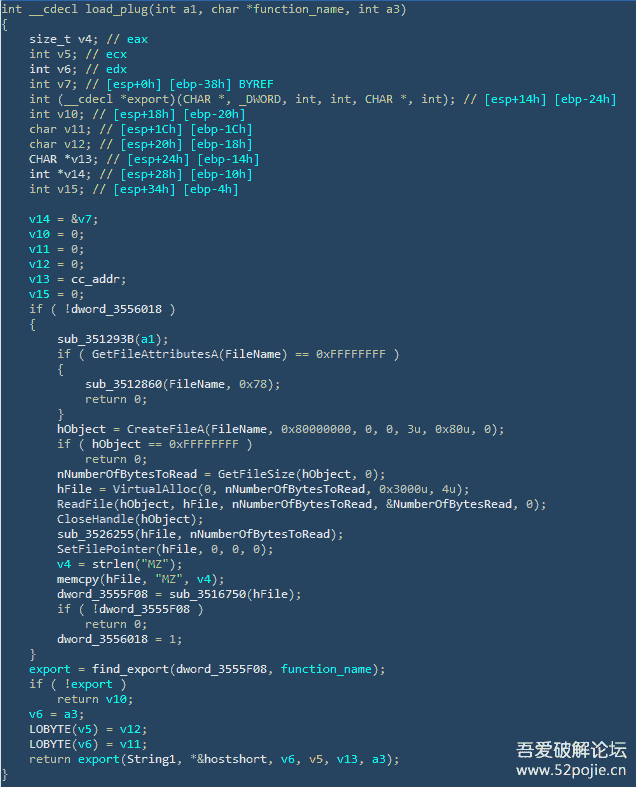 int __cdecl load_plug(int a1, char *function_name, int a3)
{
size_t v4; // eax
int v5; // ecx
int v6; // edx
int v7; // [esp+0h] [ebp-38h] BYREF
int (__cdecl *export)(CHAR *, _DWORD, int, int, CHAR *, int); // [esp+14h] [ebp-24h]
int v10; // [esp+18h] [ebp-20h]
char v11; // [esp+1Ch] [ebp-1Ch]
char v12; // [esp+20h] [ebp-18h]
CHAR *v13; // [esp+24h] [ebp-14h]
int *v14; // [esp+28h] [ebp-10h]
int v15; // [esp+34h] [ebp-4h]
v14 = &v7;
v10 = 0;
v11 = 0;
v12 = 0;
v13 = cc_addr;
v15 = 0;
if ( !dword_3556018 )
{
sub_351293B(a1);
if ( GetFileAttributesA(FileName) == 0xFFFFFFFF )
{
sub_3512860(FileName, 0x78);
return 0;
}
hObject = CreateFileA(FileName, 0x80000000, 0, 0, 3u, 0x80u, 0);
if ( hObject == 0xFFFFFFFF )
return 0;
nNumberOfBytesToRead = GetFileSize(hObject, 0);
hFile = VirtualAlloc(0, nNumberOfBytesToRead, 0x3000u, 4u);
ReadFile(hObject, hFile, nNumberOfBytesToRead, &NumberOfBytesRead, 0);
CloseHandle(hObject);
sub_3526255(hFile, nNumberOfBytesToRead);
SetFilePointer(hFile, 0, 0, 0);
v4 = strlen("MZ");
memcpy(hFile, "MZ", v4);
dword_3555F08 = sub_3516750(hFile);
if ( !dword_3555F08 )
return 0;
dword_3556018 = 1;
}
export = find_export(dword_3555F08, function_name);
if ( !export )
return v10;
v6 = a3;
LOBYTE(v5) = v12;
LOBYTE(v6) = v11;
return export(String1, *&hostshort, v6, v5, v13, a3);
}
吾爱破解论坛
www.52pojie.cn